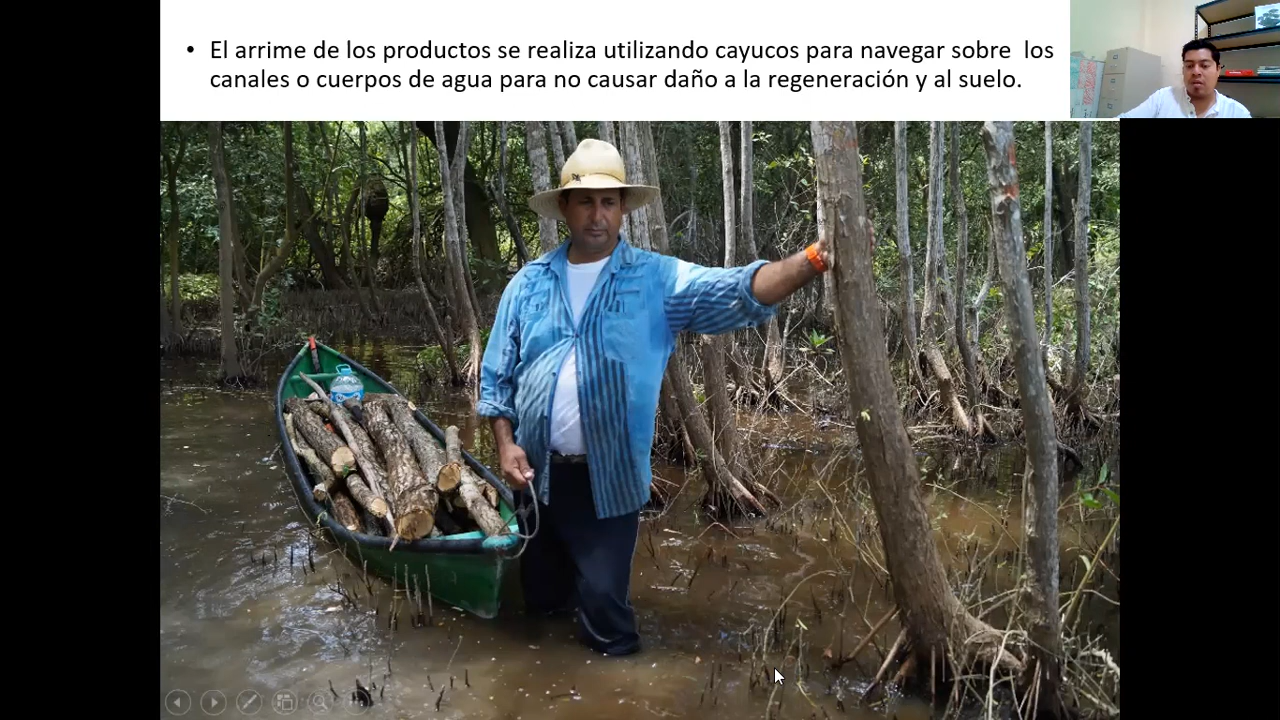 • El arrime de los productos se realiza utilizando cayucos para navegar sobre  los
canales o cuerpos de agua para no causar daño a la regeneración y al suelo.